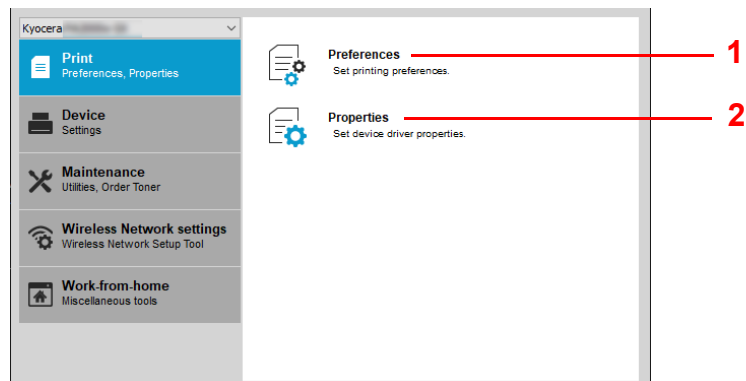 Kyocera
Print
Preferences, Properties
Device
Settings
Maintenance
Utilities, Order Toner
Wireless Network settings
Wireless Network Setup Tool
Work-from-home
Miscellaneous tools
Preferences
Set printing preferences.
1
Properties
Set device driver properties.
2